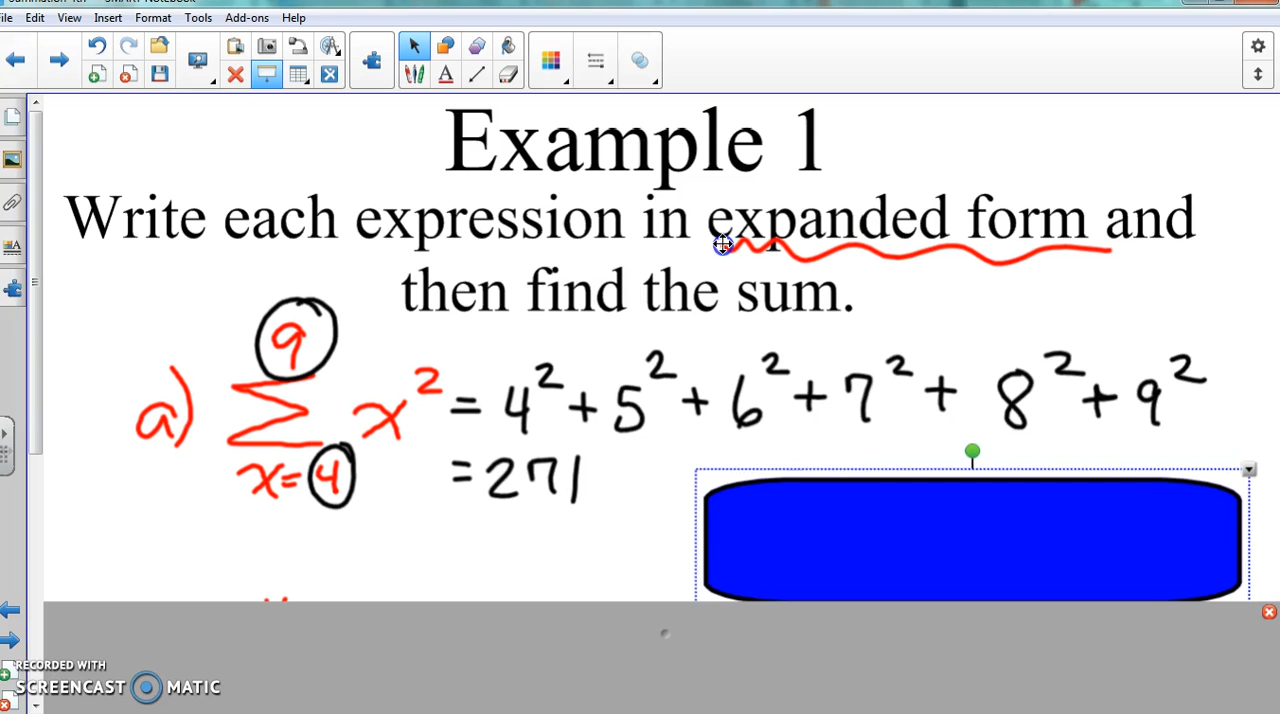 File Edit View Insert Format Tools Add-ons Help
Example 1
Write each expression in expanded form and
then find the sum.
a) 9 ∑ x=4 x² = 4² + 5² + 6² + 7² + 8² + 9²
= 271
RECORDED WITH
SCREENCAST MATIC